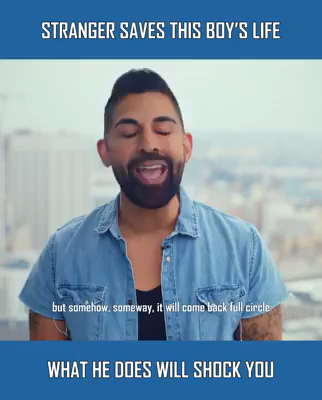 STRANGER SAVES THIS BOY'S LIFE
but somehow, someway, it will come back full circle
WHAT HE DOES WILL SHOCK YOU